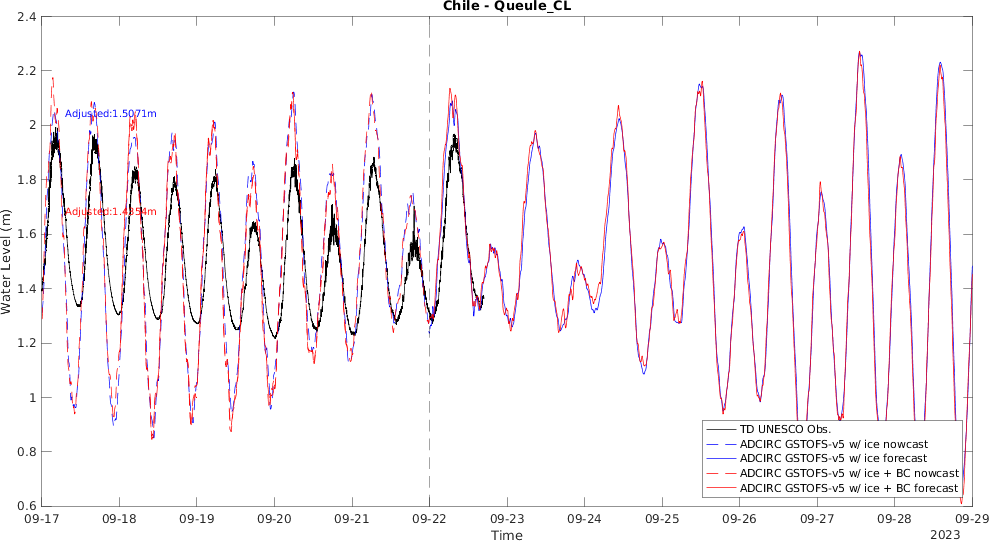 Chile - Queule_CL
Water Level (m)
2.4
2.2
2
1.8
1.6
1.4
1.2
1
0.8
0.6
Adjusted:1.5071m
Adjusted:1.4354m
TD UNESCO Obs.
ADCIRC GSTOFS-v5 w/ ice nowcast
ADCIRC GSTOFS-v5 w/ ice forecast
ADCIRC GSTOFS-v5 w/ ice + BC nowcast
ADCIRC GSTOFS-v5 w/ ice + BC forecast
09-17 09-18 09-19 09-20 09-21 09-22 09-23 09-24 09-25 09-26 09-27 09-28 09-29
Time
2023